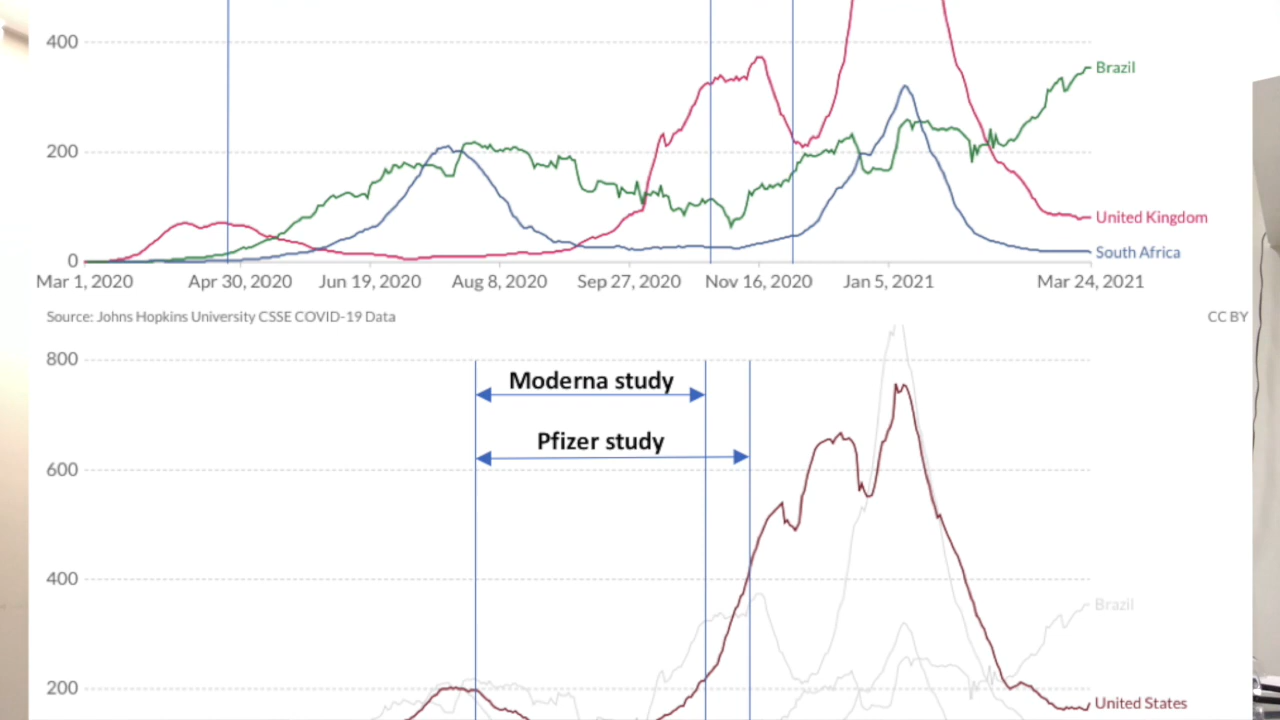 400
Brazil
200
United Kingdom
South Africa
0
Mar 1, 2020 Apr 30, 2020 Jun 19, 2020 Aug 8, 2020 Sep 27, 2020 Nov 16, 2020 Jan 5, 2021 Mar 24, 2021
Source: Johns Hopkins University CSSE COVID-19 Data CC BY
800
Moderna study
Pfizer study
600
400
Brazil
200
United States